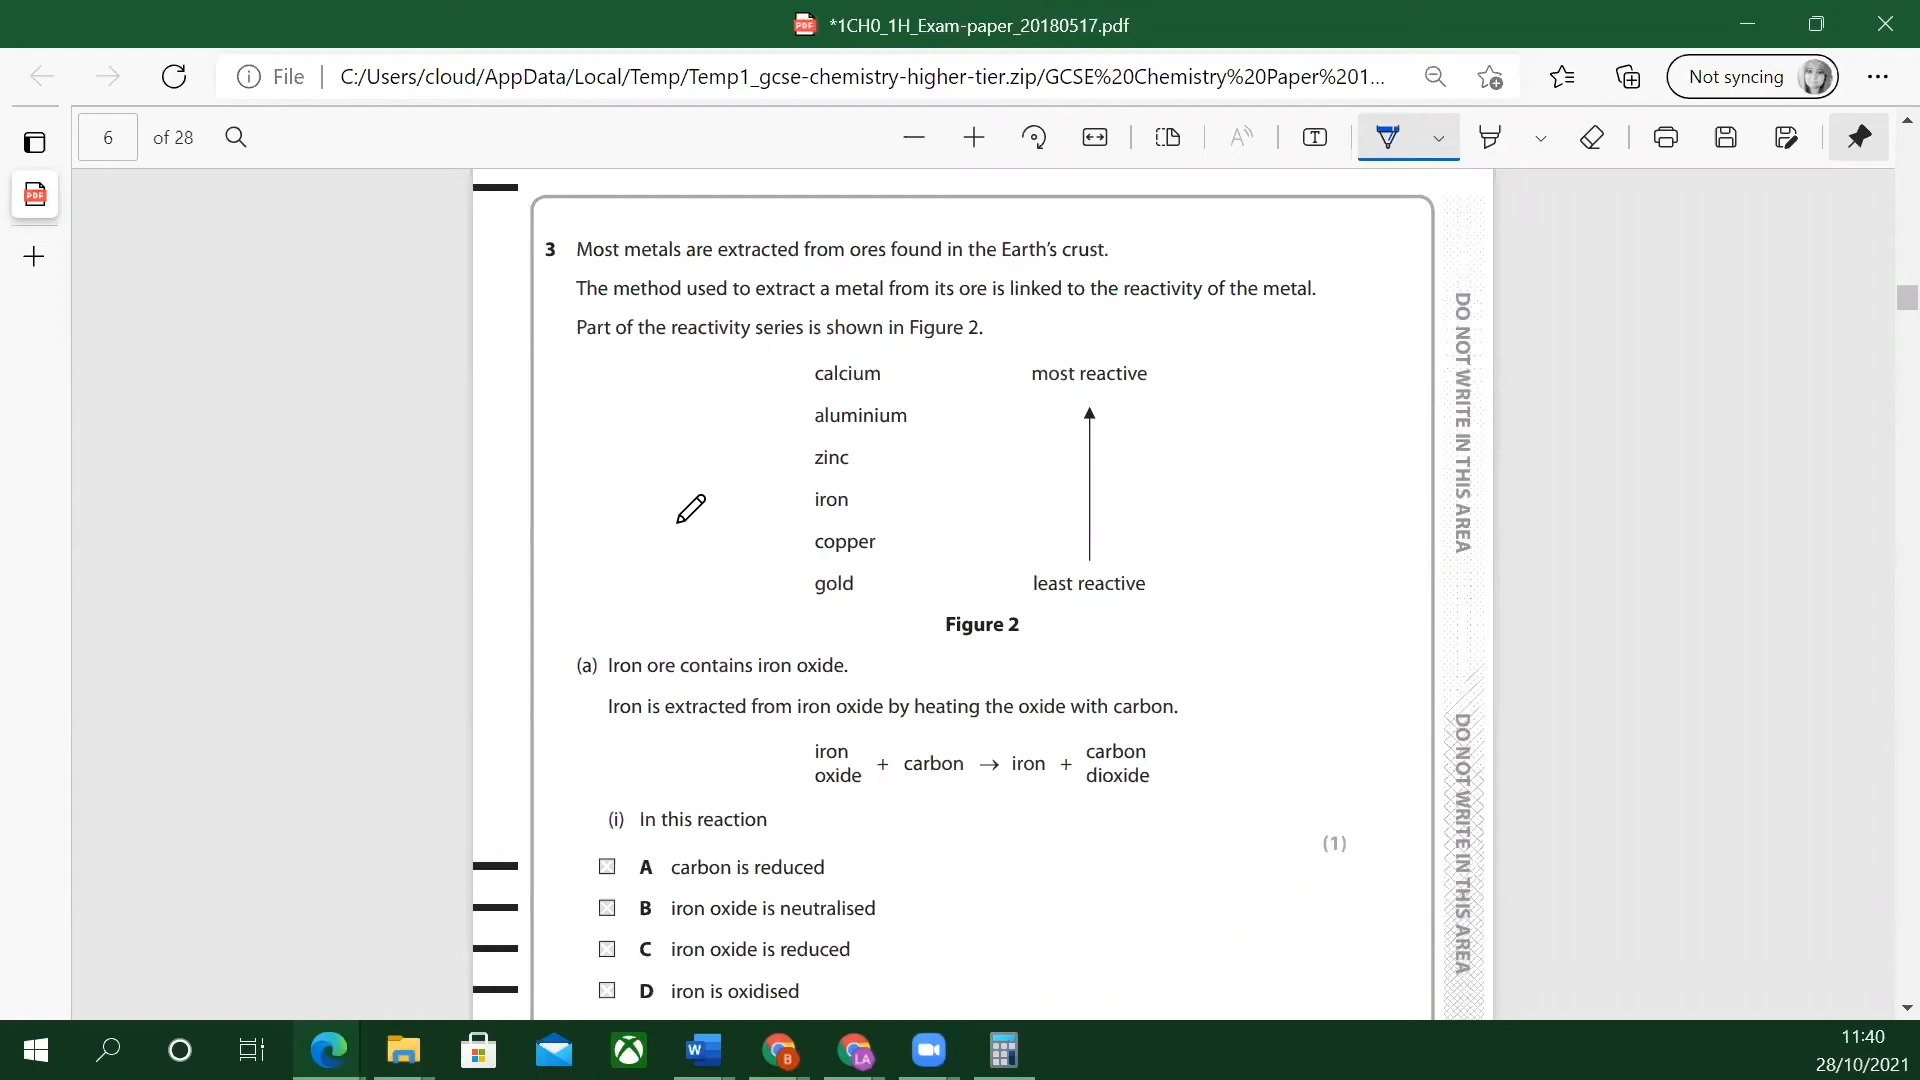 *1CH0_1H_Exam-paper_20180517.pdf
File
C:/Users/cloud/AppData/Local/Temp/Temp1_gcse-chemistry-higher-tier.zip/GCSE%20Chemistry%20Paper%201...
Not syncing
6 of 28
3 Most metals are extracted from ores found in the Earth's crust.
The method used to extract a metal from its ore is linked to the reactivity of the metal.
Part of the reactivity series is shown in Figure 2.
calcium most reactive
aluminium
zinc
iron
copper
gold least reactive
Figure 2
(a) Iron ore contains iron oxide.
Iron is extracted from iron oxide by heating the oxide with carbon.
iron oxide + carbon → iron + carbon dioxide
(i) In this reaction
(1)
A carbon is reduced
B iron oxide is neutralised
C iron oxide is reduced
D iron is oxidised
DO NOT WRITE IN THIS AREA
DO NOT WRITE IN THIS AREA
PDF
PDF
W
B
LA
11:40
28/10/2021